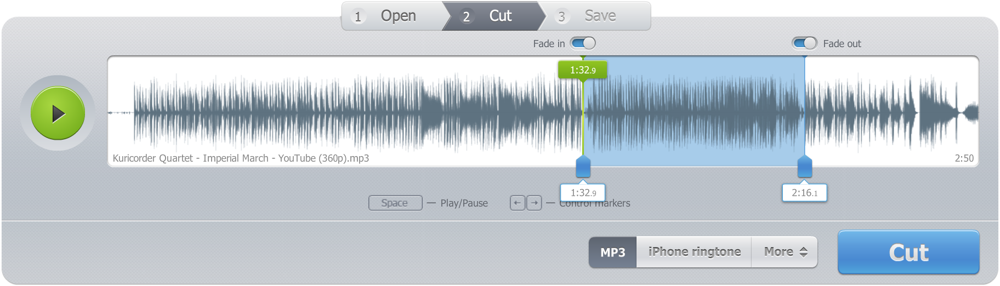 1 Open 2 Cut 3 Save
Fade in Fade out
1:32.9
Kuricorder Quartet - Imperial March - YouTube (360p).mp3 2:50
1:32.9 2:16.1
Space — Play/Pause ← → — Control markers
MP3 iPhone ringtone More Cut